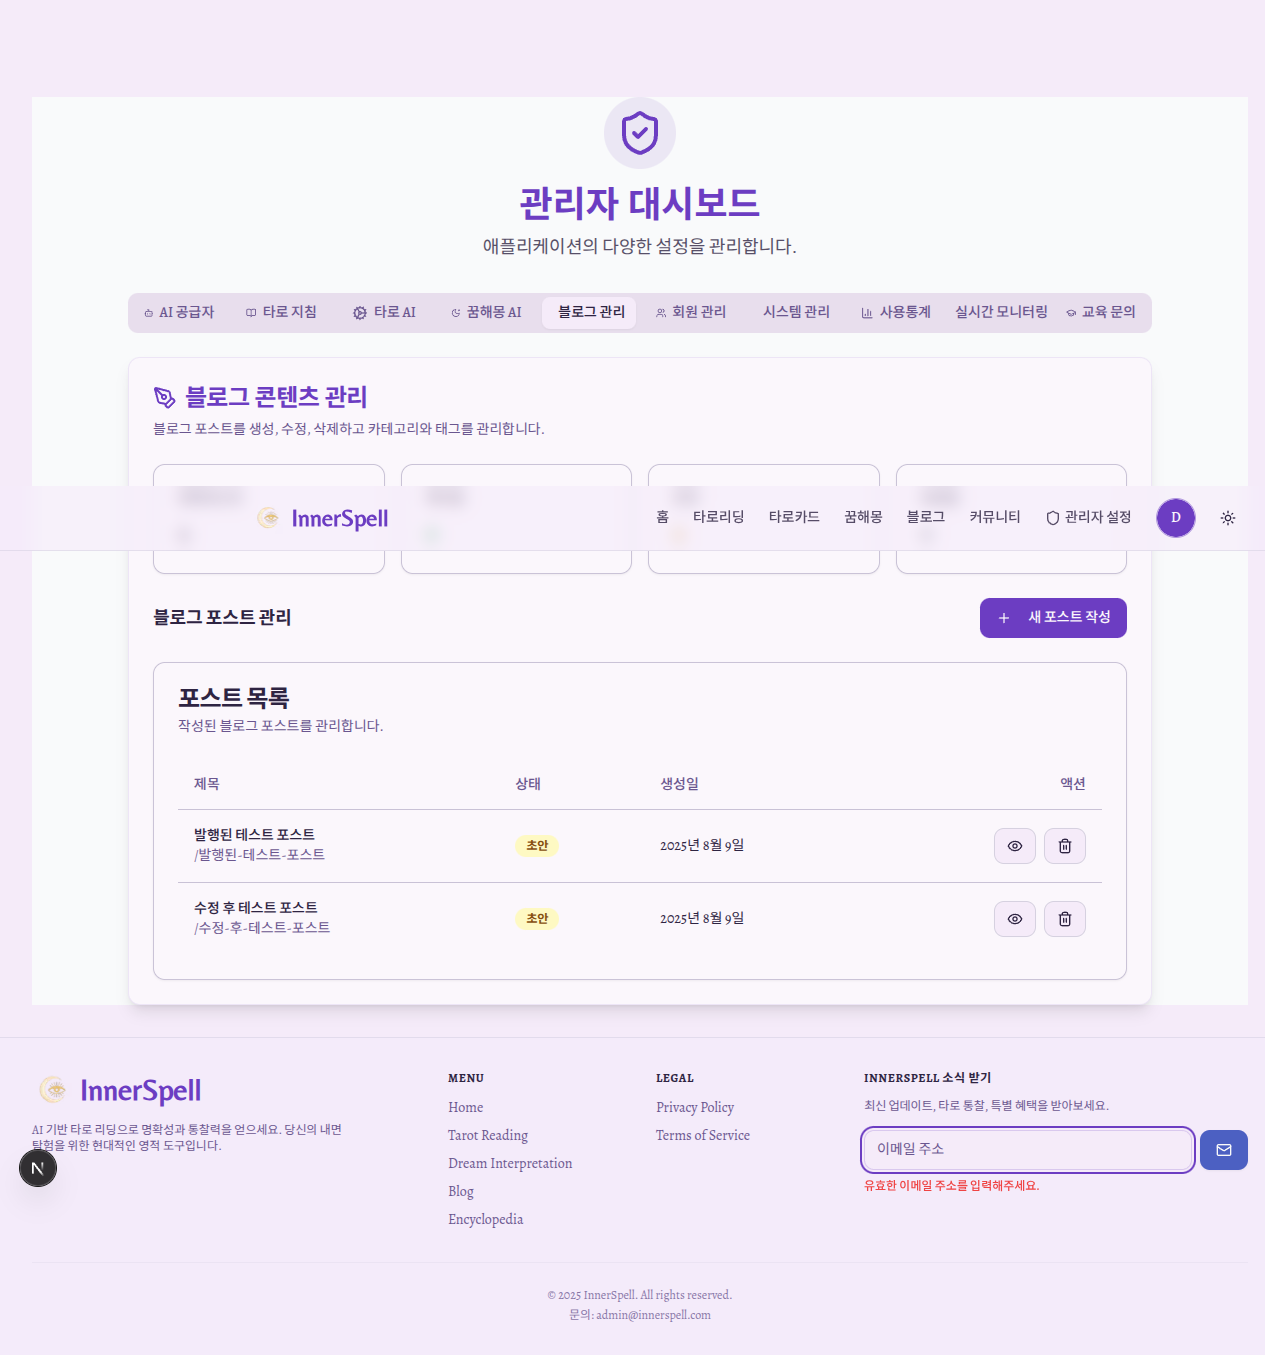 관리자 대시보드
애플리케이션의 다양한 설정을 관리합니다.
AI 공급자 타로 지침 타로 AI 꿈해몽 AI 블로그 관리 회원 관리 시스템 관리 사용통계 실시간 모니터링 교육 문의
블로그 콘텐츠 관리
블로그 포스트를 생성, 수정, 삭제하고 카테고리와 태그를 관리합니다.
InnerSpell 홈 타로리딩 타로카드 꿈해몽 블로그 커뮤니티 관리자 설정 D
블로그 포스트 관리
새 포스트 작성
포스트 목록
작성된 블로그 포스트를 관리합니다.
제목 상태 생성일 액션
발행된 테스트 포스트
/발행된-테스트-포스트
초안 2025년 8월 9일
수정 후 테스트 포스트
/수정-후-테스트-포스트
초안 2025년 8월 9일
InnerSpell
AI 기반 타로 리딩으로 명확성과 통찰력을 얻으세요. 당신의 내면
탐험을 위한 현대적인 영적 도구입니다.
N
MENU
Home
Tarot Reading
Dream Interpretation
Blog
Encyclopedia
LEGAL
Privacy Policy
Terms of Service
INNERSPELL 소식 받기
최신 업데이트, 타로 통찰, 특별 혜택을 받아보세요.
이메일 주소
유효한 이메일 주소를 입력해주세요.
© 2025 InnerSpell. All rights reserved.
문의: admin@innerspell.com